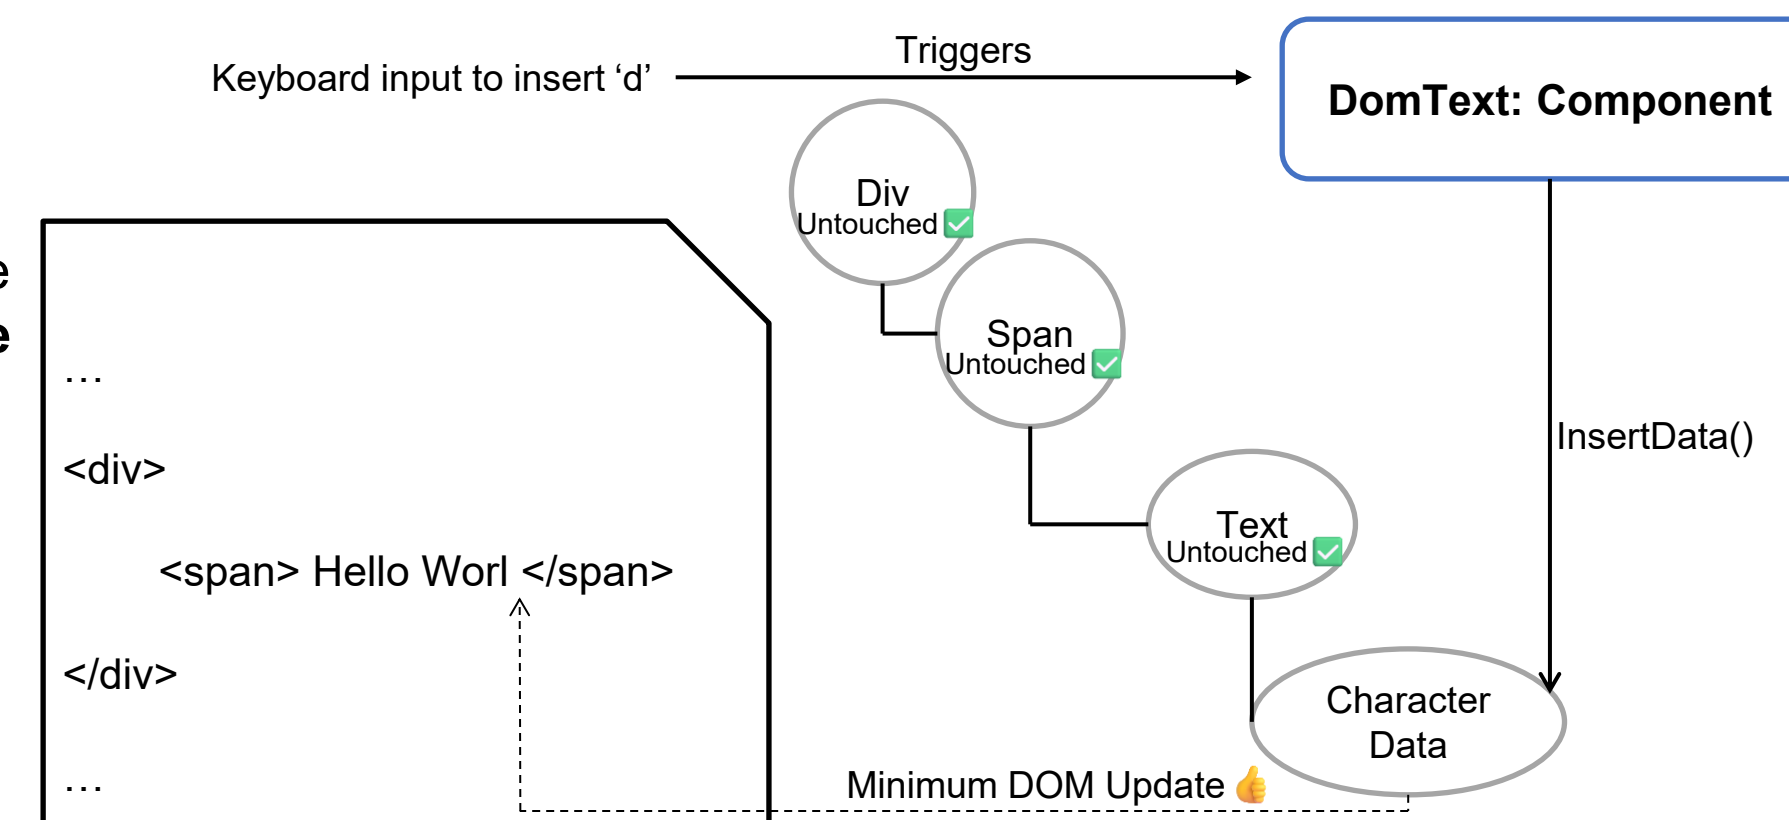 Triggers
Keyboard input to insert ‘d’
DomText: Component
Div
Untouched
Span
Untouched
e
e
…
<div>
InsertData()
Text
Untouched
<span> Hello Worl </span>
</div>
Character
Data
…
Minimum DOM Update